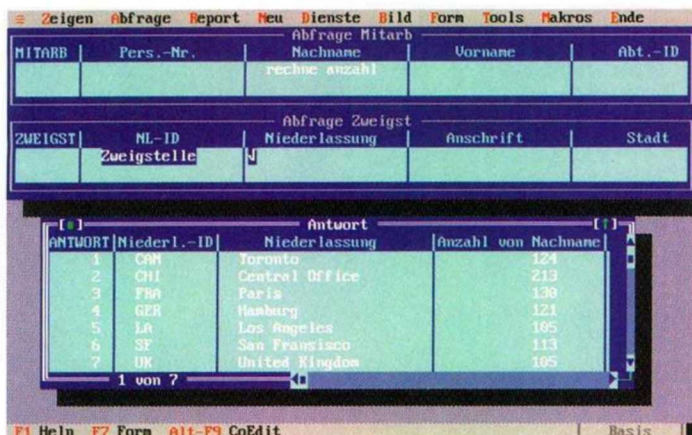 ≡ Zeigen Abfrage Report Neu Dienste Bild Form Tools Makros Ende
Abfrage Mitarb
MITARB Pers.-Nr. Nachname Vorname Abt.-ID
rechne anzahl
Abfrage Zweigst
ZWEIGST NL-ID Niederlassung Anschrift Stadt
Zweigstelle √
Antwort
ANTWORT Niederl.-ID Niederlassung Anzahl von Nachname
1 CAN Toronto 124
2 CHI Central Office 213
3 FRA Paris 130
4 GER Hamburg 121
5 LA Los Angeles 105
6 SF San Fransisco 113
7 UK United Kingdom 105
1 von 7
F1 Help F7 Form Alt-F9 CoEdit Basis